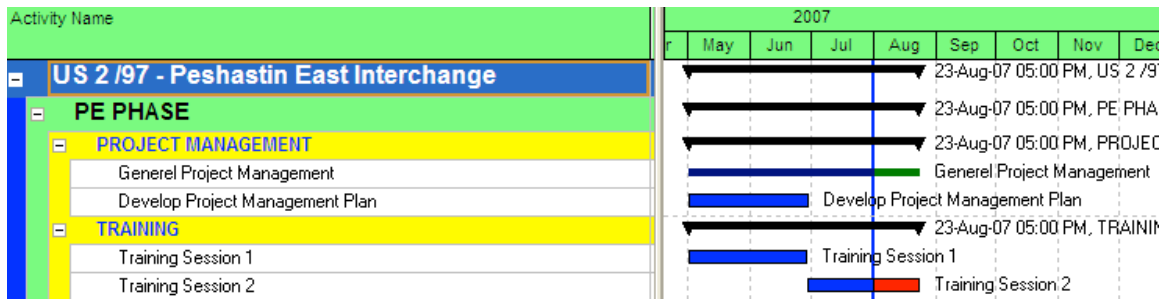 Activity Name
2007
r May Jun Jul Aug Sep Oct Nov Dec
US 2 /97 - Peshastin East Interchange 23-Aug-07 05:00 PM, US 2 /97
PE PHASE 23-Aug-07 05:00 PM, PE PHA
PROJECT MANAGEMENT 23-Aug-07 05:00 PM, PROJEC
Generel Project Management General Project Management
Develop Project Management Plan Develop Project Management Plan
TRAINING 23-Aug-07 05:00 PM, TRAININ
Training Session 1 Training Session 1
Training Session 2 Training Session 2